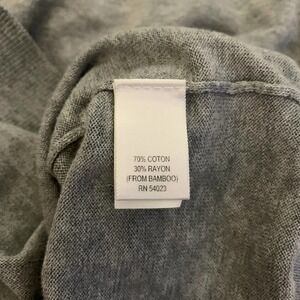 70% COTON
30% RAYON
(FROM BAMBOO)
RN 54023